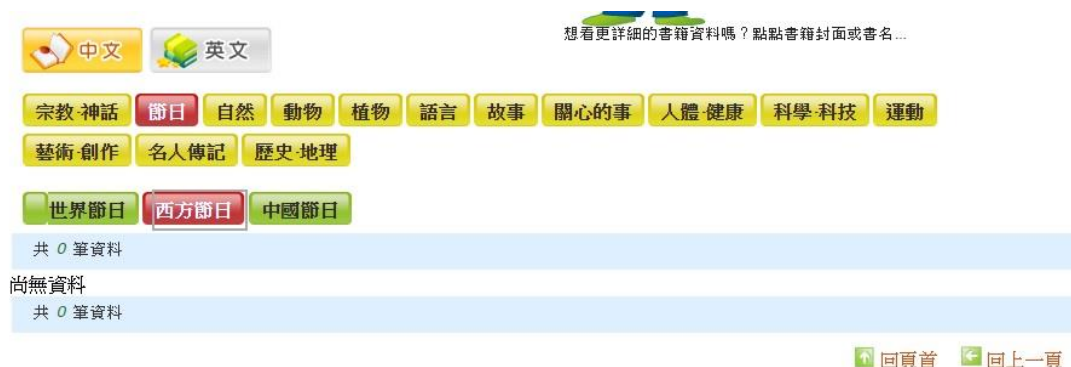 想看更詳細的書籍資料嗎？點點書籍封面或書名...
中文 英文
宗教·神話 節日 自然 動物 植物 語言 故事 關心的事 人體·健康 科學·科技 運動
藝術·創作 名人傳記 歷史·地理
世界節日 西方節日 中國節日
共 0 筆資料
尚無資料
共 0 筆資料
回頁首 回上一頁